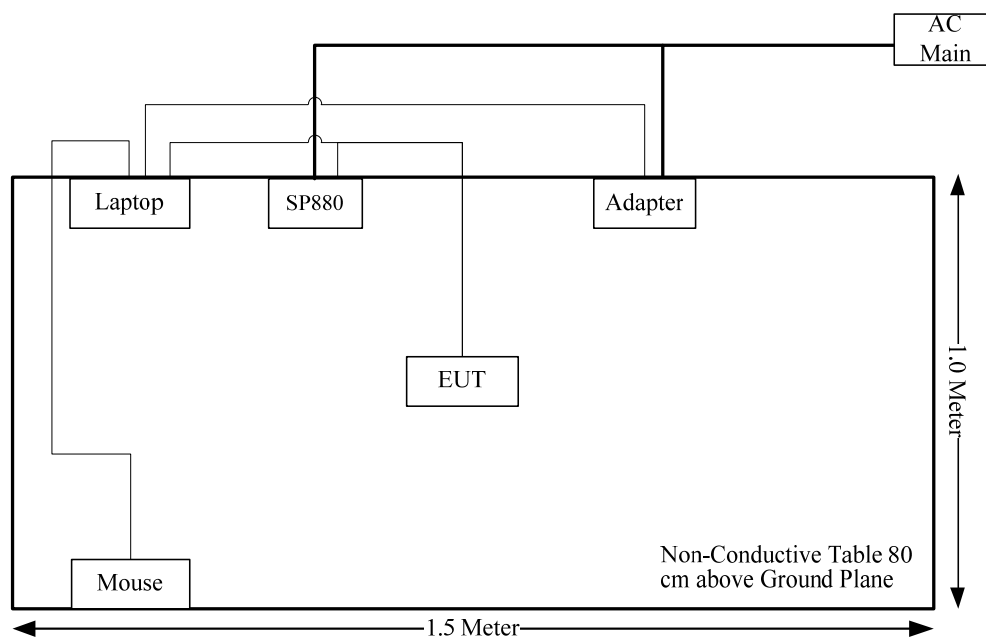 AC
Main
Laptop
SP880
Adapter
EUT
1.0 Meter
Mouse
Non-Conductive Table 80
cm above Ground Plane
1.5 Meter